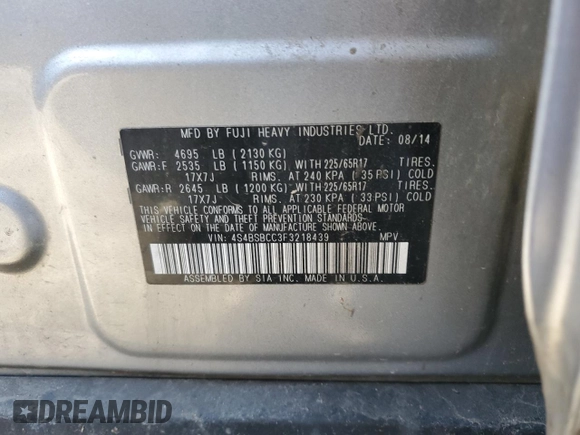 MFD BY FUJI HEAVY INDUSTRIES LTD.
DATE: 08/14
GVWR: 4695 LB (2130 KG)
GAWR:F 2535 LB (1150 KG) WITH 225/65R17 TIRES.
17X7J RIMS. AT 240 KPA (35 PSI) COLD
GAWR:R 2645 LB (1200 KG) WITH 225/65R17 TIRES.
17X7J RIMS. AT 230 KPA (33 PSI) COLD
THIS VEHICLE CONFORMS TO ALL APPLICABLE FEDERAL MOTOR
VEHICLE SAFETY AND THEFT PREVENTION STANDARDS
IN EFFECT ON THE DATE OF MANUFACTURE SHOWN ABOVE.
VIN: 4S4BSBCC3F3218439 MPV
ASSEMBLED BY SIA INC. MADE IN U.S.A.
DREAMBID